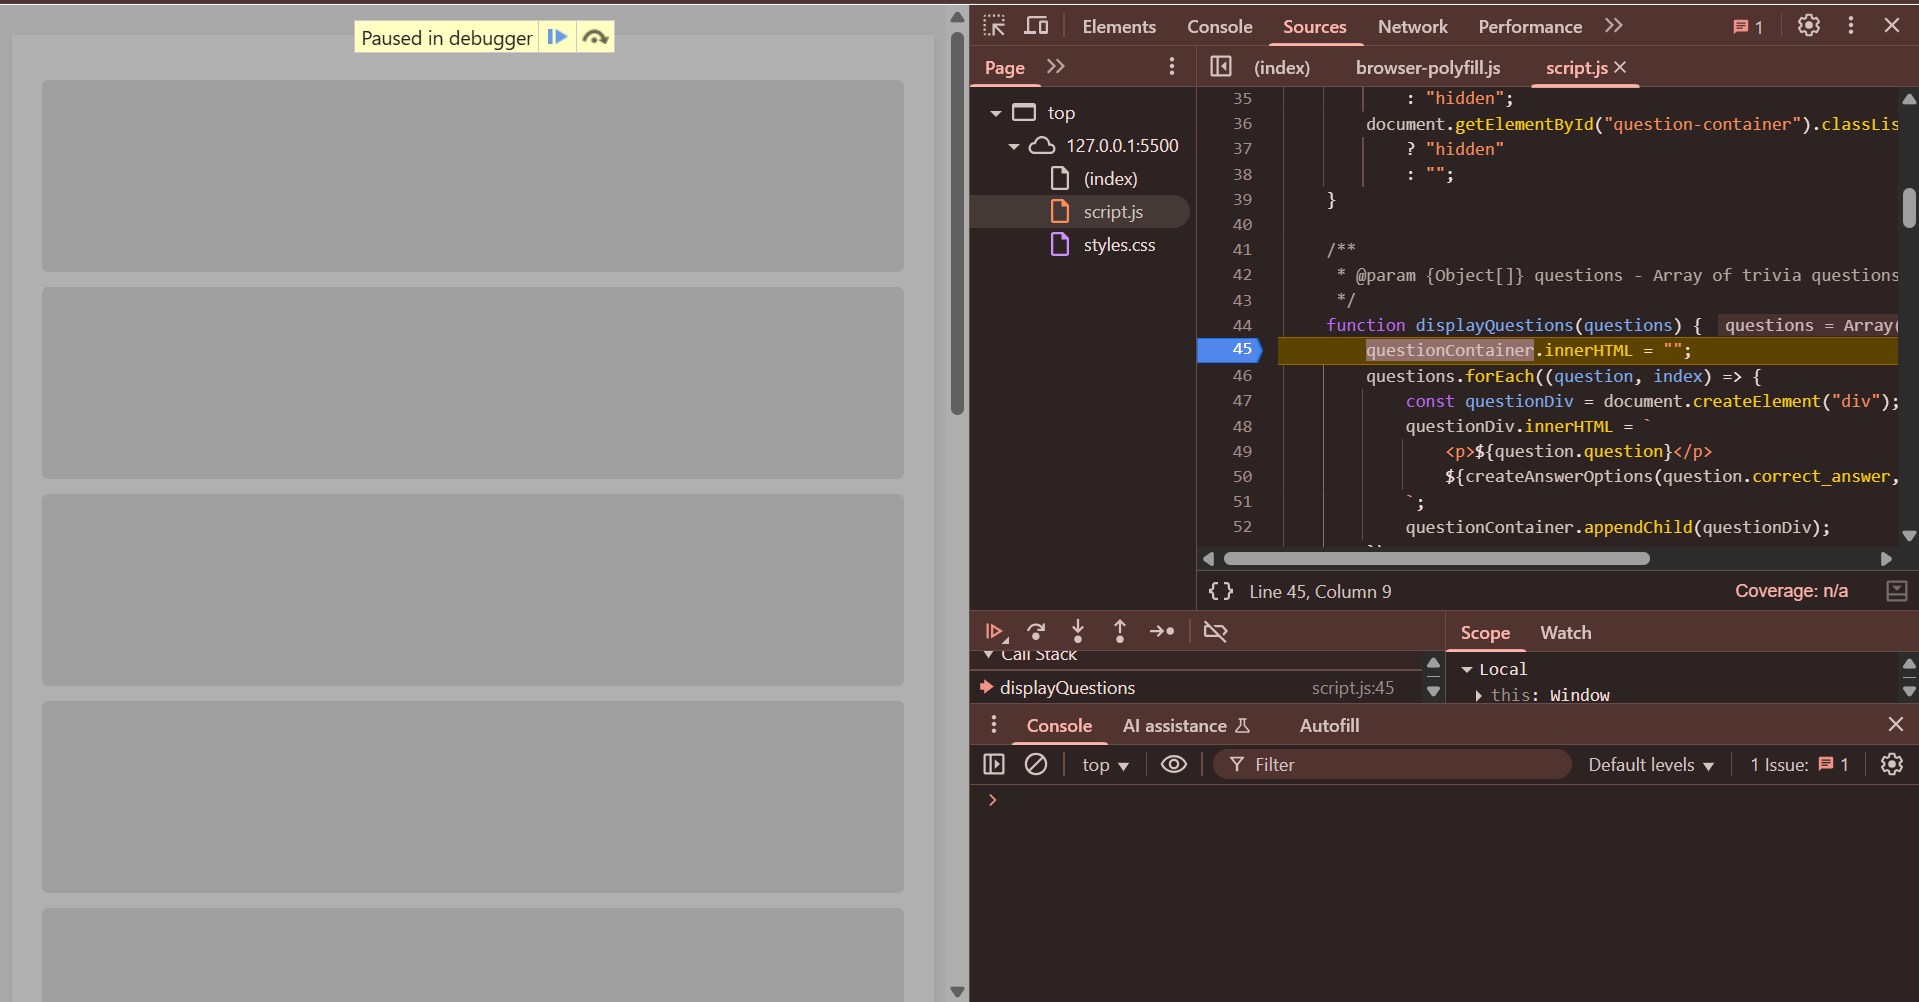 Paused in debugger
Elements Console Sources Network Performance 1
Page
(index) browser-polyfill.js script.js
top
127.0.0.1:5500
(index)
script.js
styles.css
35 : "hidden";
36 document.getElementById("question-container").classLis
37 ? "hidden"
38 : "";
39 }
40
41 /**
42 * @param {Object[]} questions - Array of trivia questions
43 */
44 function displayQuestions(questions) { questions = Array(
45 questionContainer.innerHTML = "";
46 questions.forEach((question, index) => {
47 const questionDiv = document.createElement("div");
48 questionDiv.innerHTML = `
49 <p>${question.question}</p>
50 ${createAnswerOptions(question.correct_answer,
51 `;
52 questionContainer.appendChild(questionDiv);
{} Line 45, Column 9 Coverage: n/a
Scope Watch
Call Stack
displayQuestions script.js:45
Local
this: Window
Console AI assistance Autofill
top Filter Default levels 1 Issue: 1